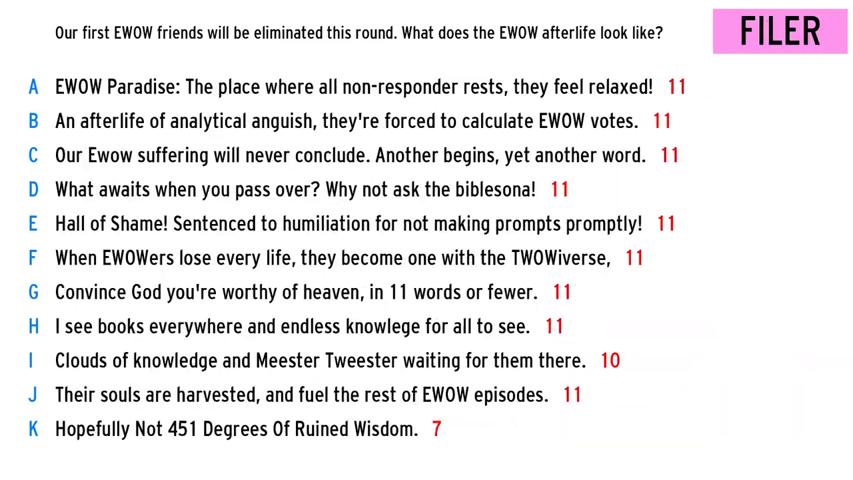 Our first EWOW friends will be eliminated this round. What does the EWOW afterlife look like?
FILER
A EWOW Paradise: The place where all non-responder rests, they feel relaxed! 11
B An afterlife of analytical anguish, they're forced to calculate EWOW votes. 11
C Our Ewow suffering will never conclude. Another begins, yet another word. 11
D What awaits when you pass over? Why not ask the biblesona! 11
E Hall of Shame! Sentenced to humiliation for not making prompts promptly! 11
F When EWOWers lose every life, they become one with the TWOWiverse, 11
G Convince God you're worthy of heaven, in 11 words or fewer. 11
H I see books everywhere and endless knowlege for all to see. 11
I Clouds of knowledge and Meester Tweester waiting for them there. 10
J Their souls are harvested, and fuel the rest of EWOW episodes. 11
K Hopefully Not 451 Degrees Of Ruined Wisdom. 7